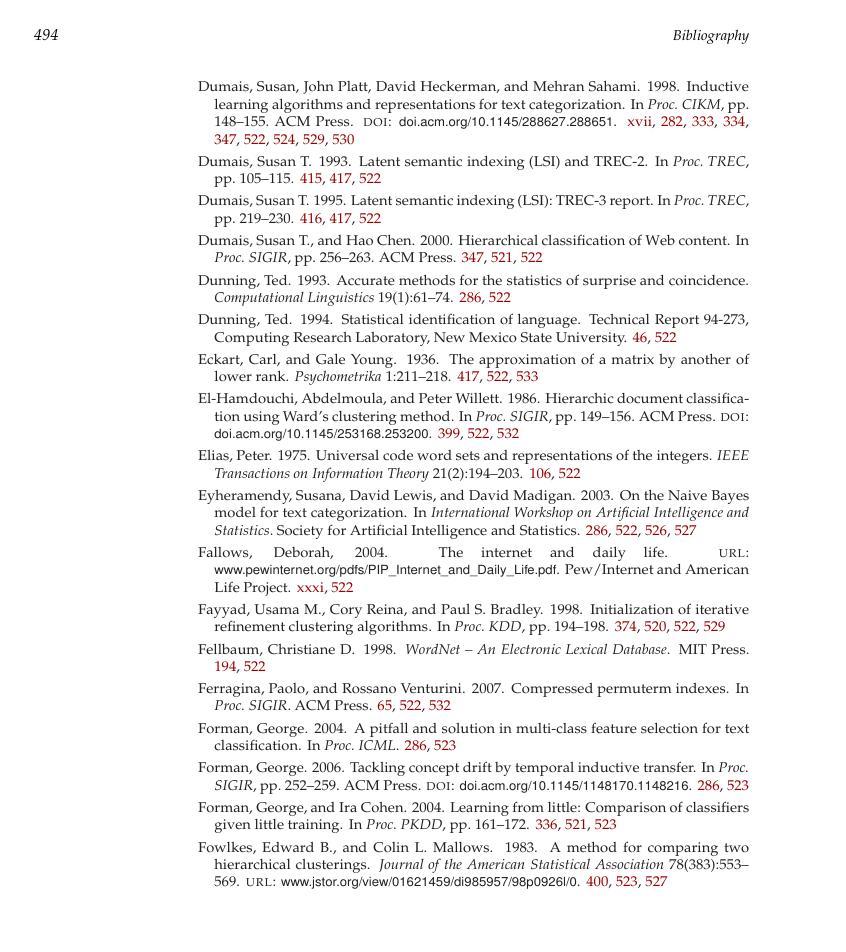 494
Bibliography
Dumais, Susan, John Platt, David Heckerman, and Mehran Sahami. 1998. Inductive
learning algorithms and representations for text categorization. In Proc. CIKM, pp.
148–155. ACM Press. DOI: doi.acm.org/10.1145/288627.288651. xvii, 282, 333, 334,
347, 522, 524, 529, 530
Dumais, Susan T. 1993. Latent semantic indexing (LSI) and TREC-2. In Proc. TREC,
pp. 105–115. 415, 417, 522
Dumais, Susan T. 1995. Latent semantic indexing (LSI): TREC-3 report. In Proc. TREC,
pp. 219–230. 416, 417, 522
Dumais, Susan T., and Hao Chen. 2000. Hierarchical classification of Web content. In
Proc. SIGIR, pp. 256–263. ACM Press. 347, 521, 522
Dunning, Ted. 1993. Accurate methods for the statistics of surprise and coincidence.
Computational Linguistics 19(1):61–74. 286, 522
Dunning, Ted. 1994. Statistical identification of language. Technical Report 94-273,
Computing Research Laboratory, New Mexico State University. 46, 522
Eckart, Carl, and Gale Young. 1936. The approximation of a matrix by another of
lower rank. Psychometrika 1:211–218. 417, 522, 533
El-Hamdouchi, Abdelmoula, and Peter Willett. 1986. Hierarchic document classifica-
tion using Ward's clustering method. In Proc. SIGIR, pp. 149–156. ACM Press. DOI:
doi.acm.org/10.1145/253168.253200. 399, 522, 532
Elias, Peter. 1975. Universal code word sets and representations of the integers. IEEE
Transactions on Information Theory 21(2):194–203. 106, 522
Eyheramendy, Susana, David Lewis, and David Madigan. 2003. On the Naive Bayes
model for text categorization. In International Workshop on Artificial Intelligence and
Statistics. Society for Artificial Intelligence and Statistics. 286, 522, 526, 527
Fallows, Deborah, 2004. The internet and daily life. URL:
www.pewinternet.org/pdfs/PIP_Internet_and_Daily_Life.pdf. Pew/Internet and American
Life Project. xxxi, 522
Fayyad, Usama M., Cory Reina, and Paul S. Bradley. 1998. Initialization of iterative
refinement clustering algorithms. In Proc. KDD, pp. 194–198. 374, 520, 522, 529
Fellbaum, Christiane D. 1998. WordNet – An Electronic Lexical Database. MIT Press.
194, 522
Ferragina, Paolo, and Rossano Venturini. 2007. Compressed permuterm indexes. In
Proc. SIGIR. ACM Press. 65, 522, 532
Forman, George. 2004. A pitfall and solution in multi-class feature selection for text
classification. In Proc. ICML. 286, 523
Forman, George. 2006. Tackling concept drift by temporal inductive transfer. In Proc.
SIGIR, pp. 252–259. ACM Press. DOI: doi.acm.org/10.1145/1148170.1148216. 286, 523
Forman, George, and Ira Cohen. 2004. Learning from little: Comparison of classifiers
given little training. In Proc. PKDD, pp. 161–172. 336, 521, 523
Fowlkes, Edward B., and Colin L. Mallows. 1983. A method for comparing two
hierarchical clusterings. Journal of the American Statistical Association 78(383):553–
569. URL: www.jstor.org/view/01621459/di985957/98p0926l/0. 400, 523, 527